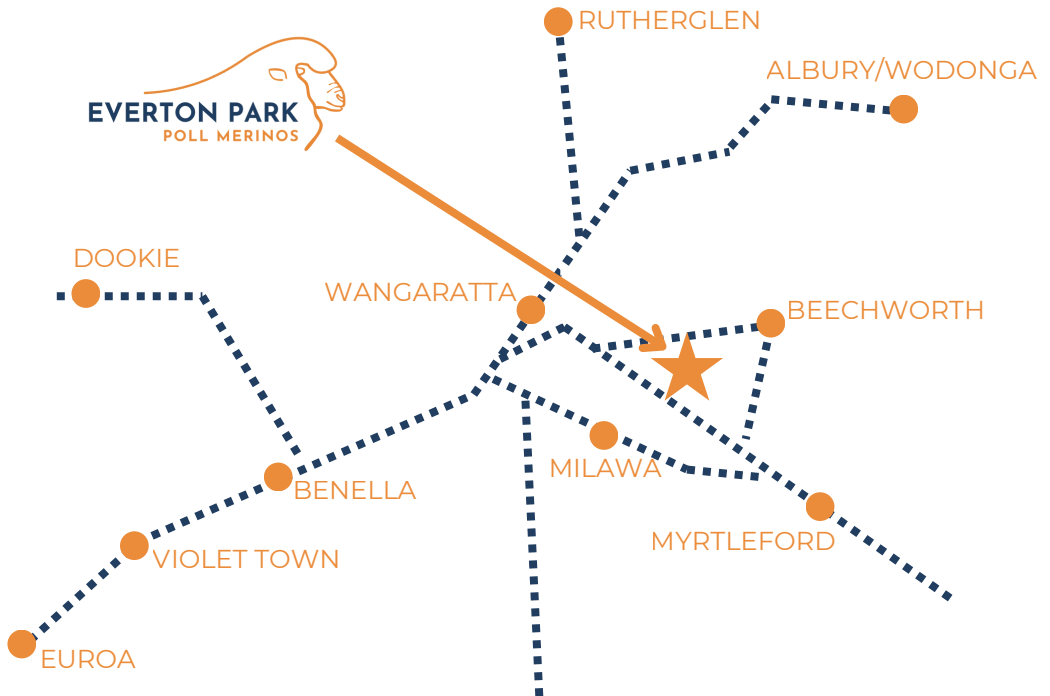 RUTHERGLEN
ALBURY/WODONGA
EVERTON PARK
POLL MERINOS
DOOKIE
WANGARATTA
BEECHWORTH
MILAWA
BENELLA
MYRTLEFORD
VIOLET TOWN
EUROA